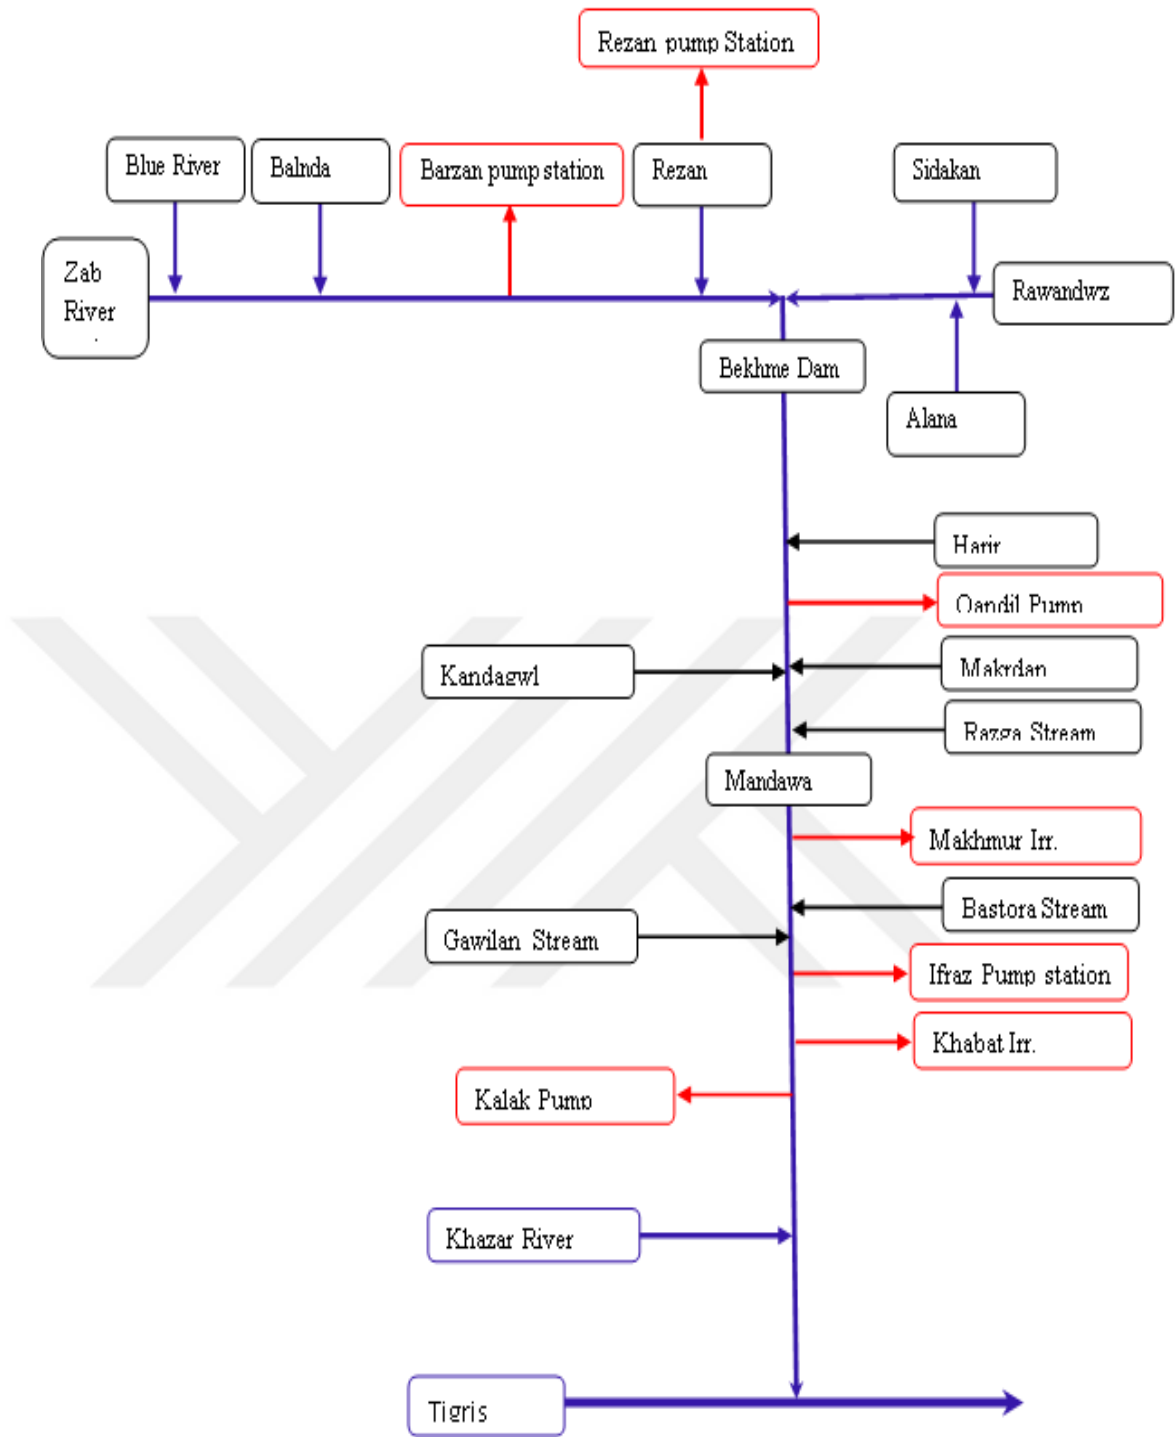 Rezan pump Station
Blue River
Balnda
Barzan pump station
Rezan
Sidakan
Zab
River
Rawandwz
Bekhme Dam
Alana
Harir
Qandil Pump
Kandagwl
Makrdan
Razga Stream
Mandawa
Makhmur Irr.
Bastora Stream
Gawilan Stream
Ifraz Pump station
Khabat Irr.
Kalak Pump
Khazar River
Tigris